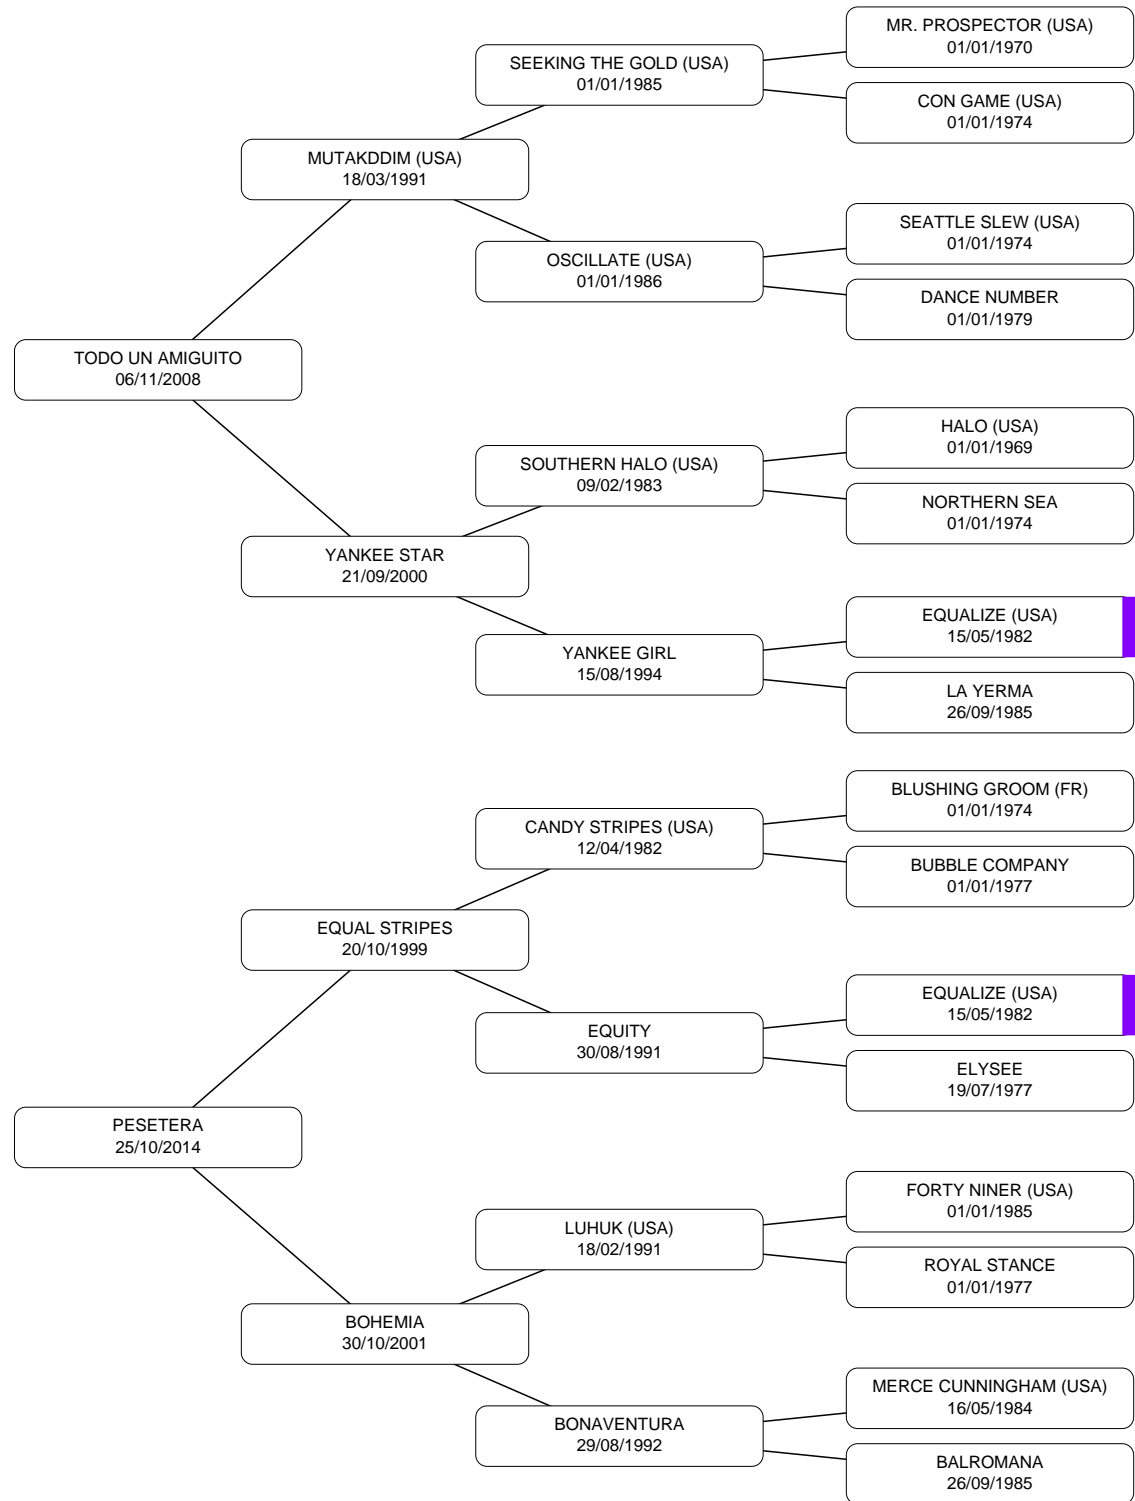 MR. PROSPECTOR (USA)
01/01/1970
SEEKING THE GOLD (USA)
01/01/1985
CON GAME (USA)
01/01/1974
MUTAKDDIM (USA)
18/03/1991
SEATTLE SLEW (USA)
01/01/1974
OSCILLATE (USA)
01/01/1986
DANCE NUMBER
01/01/1979
TODO UN AMIGUITO
06/11/2008
HALO (USA)
01/01/1969
SOUTHERN HALO (USA)
09/02/1983
NORTHERN SEA
01/01/1974
YANKEE STAR
21/09/2000
EQUALIZE (USA)
15/05/1982
YANKEE GIRL
15/08/1994
LA YERMA
26/09/1985
BLUSHING GROOM (FR)
01/01/1974
CANDY STRIPES (USA)
12/04/1982
BUBBLE COMPANY
01/01/1977
EQUAL STRIPES
20/10/1999
EQUALIZE (USA)
15/05/1982
EQUITY
30/08/1991
ELYSEE
19/07/1977
PESETERA
25/10/2014
FORTY NINER (USA)
01/01/1985
LUHUK (USA)
18/02/1991
ROYAL STANCE
01/01/1977
BOHEMIA
30/10/2001
MERCE CUNNINGHAM (USA)
16/05/1984
BONAVENTURA
29/08/1992
BALROMANA
26/09/1985